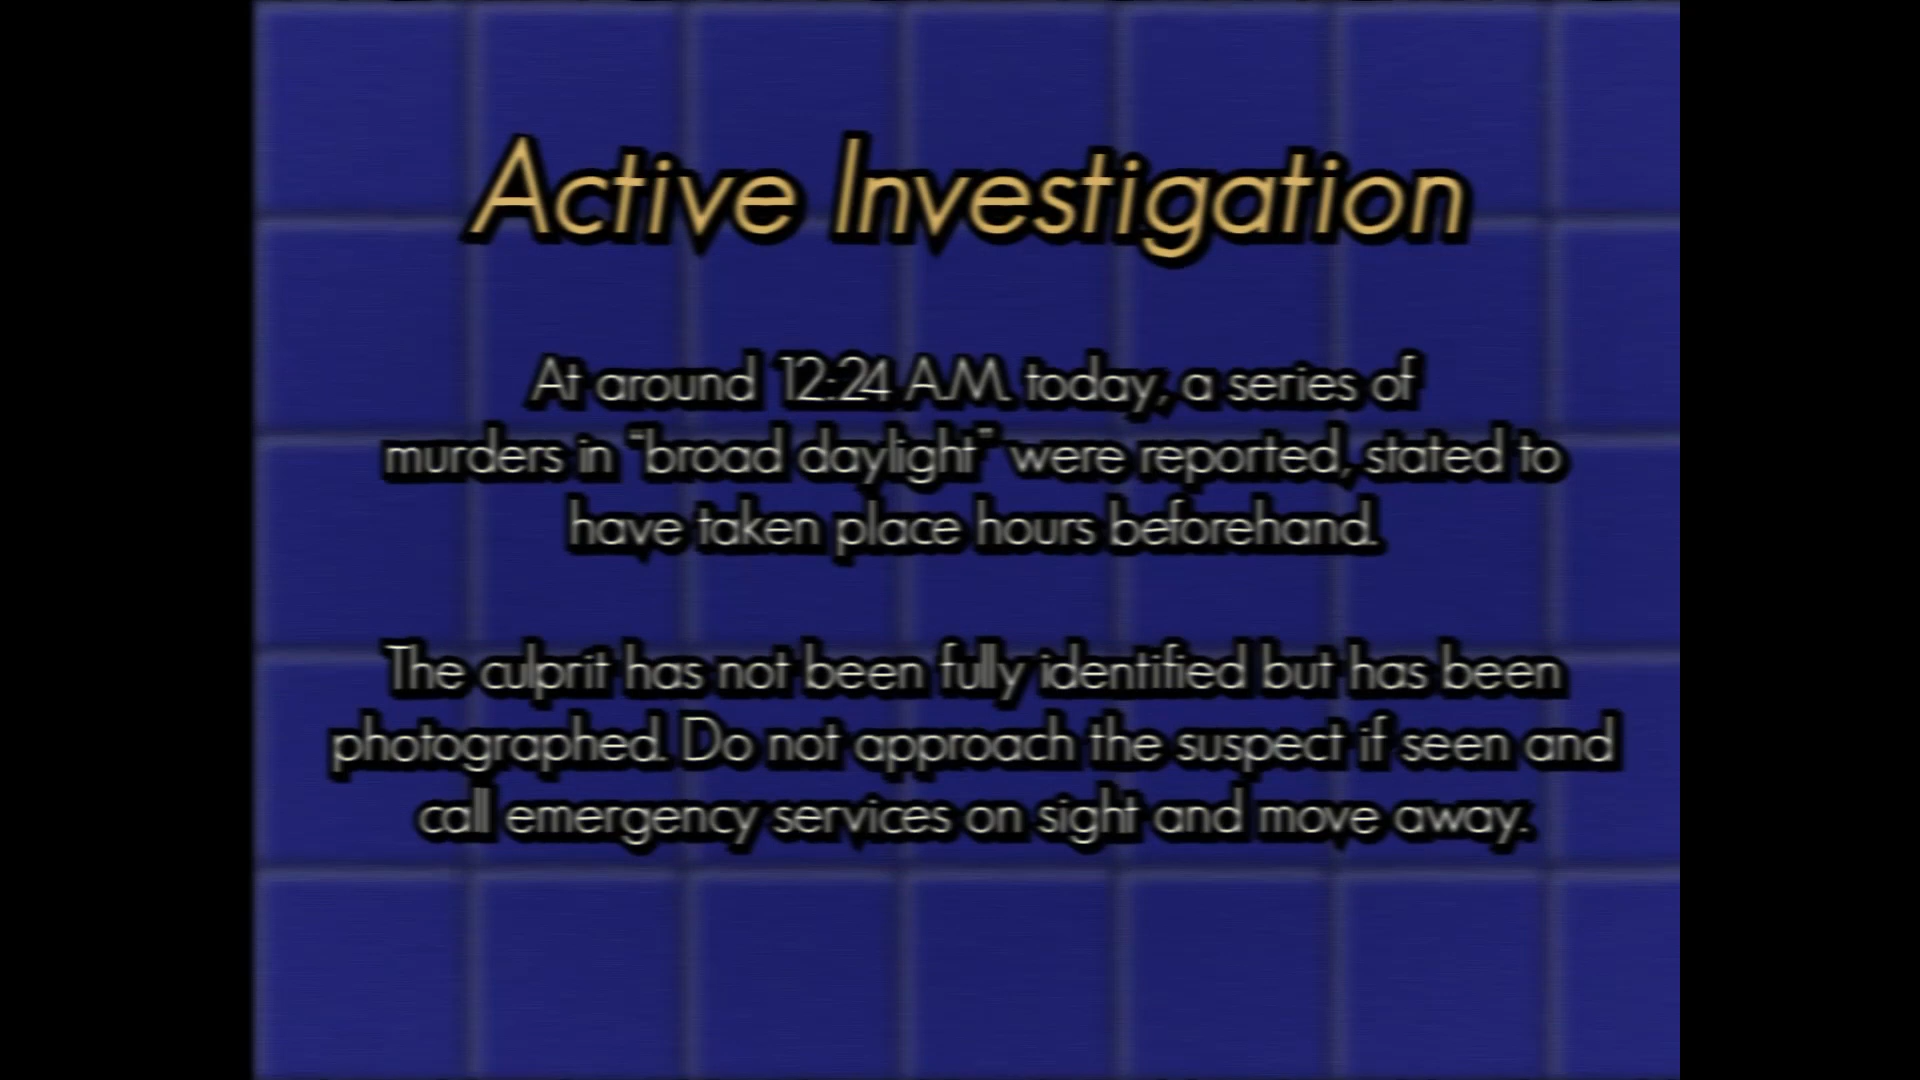 Active Investigation
At around 12:24 A.M. today, a series of
murders in "broad daylight" were reported, stated to
have taken place hours beforehand.
The culprit has not been fully identified but has been
photographed. Do not approach the suspect if seen and
call emergency services on sight and move away.